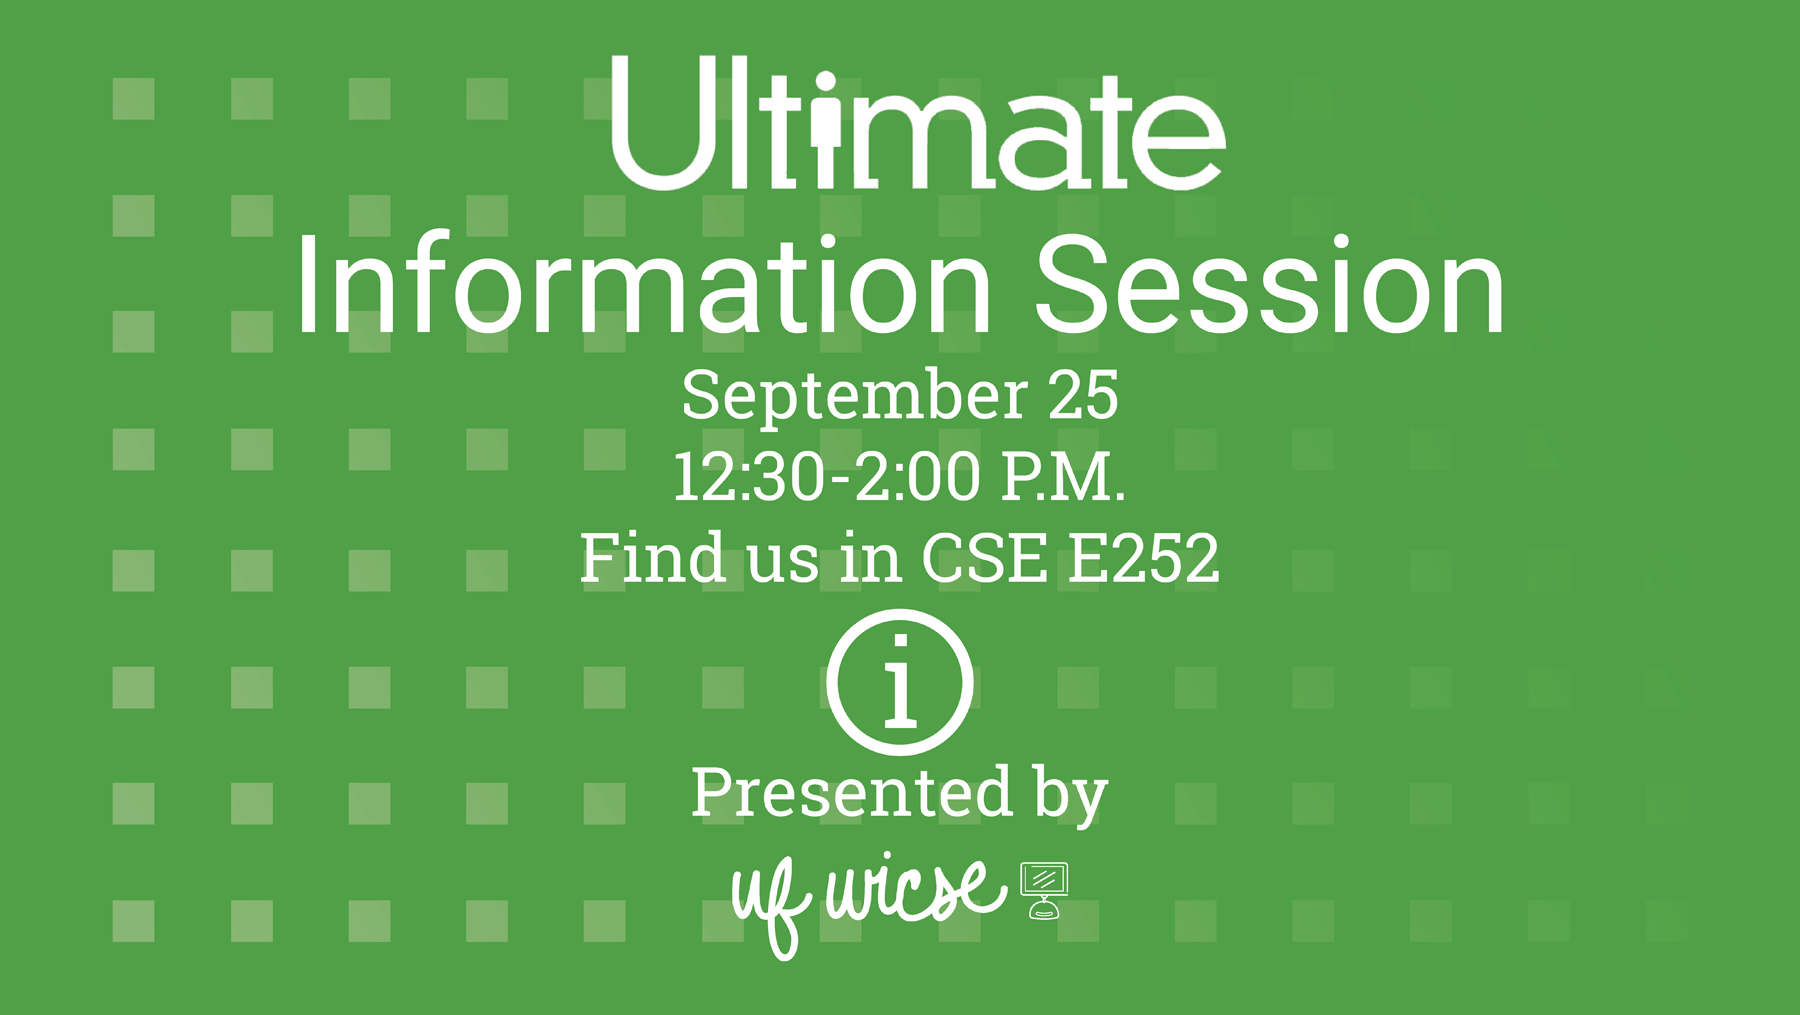 Ultimate
Information Session
September 25
12:30-2:00 P.M.
Find us in CSE E252
i
Presented by
uf wicse